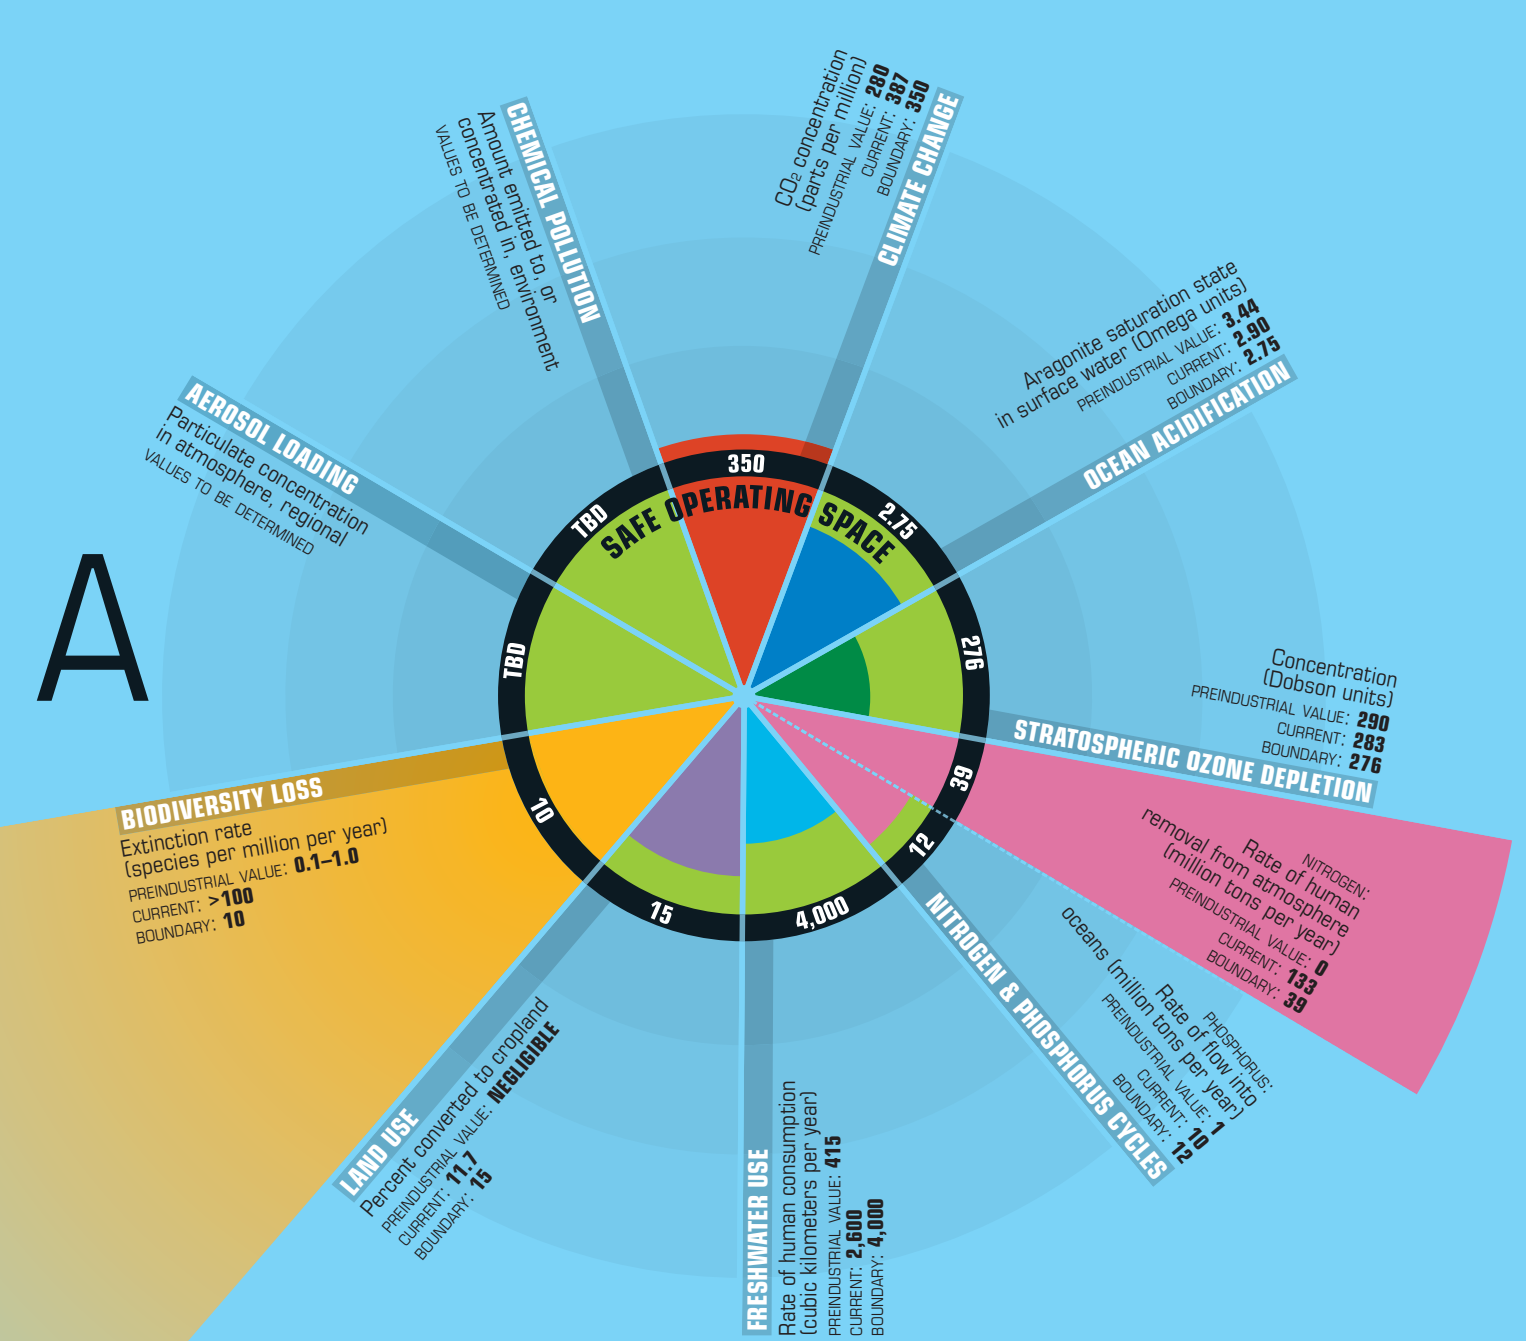 A
CHEMICAL POLLUTION
Amount emitted to, or
concentrated in, environment
VALUES TO BE DETERMINED
CO₂ concentration
(parts per million)
PREINDUSTRIAL VALUE: 280
CURRENT: 387
BOUNDARY: 350
CLIMATE CHANGE
Aragonite saturation state
in surface water (Omega units)
PREINDUSTRIAL VALUE: 3.44
CURRENT: 2.90
BOUNDARY: 2.75
OCEAN ACIDIFICATION
Concentration
(Dobson units)
PREINDUSTRIAL VALUE: 290
CURRENT: 283
BOUNDARY: 276
STRATOSPHERIC OZONE DEPLETION
NITROGEN:
Rate of human
removal from atmosphere
(million tons per year)
PREINDUSTRIAL VALUE: 0
CURRENT: 133
BOUNDARY: 39
PHOSPHORUS:
Rate of flow into
oceans (million tons per year)
PREINDUSTRIAL VALUE: 1
CURRENT: 10
BOUNDARY: 12
NITROGEN & PHOSPHORUS CYCLES
FRESHWATER USE
Rate of human consumption
(cubic kilometers per year)
PREINDUSTRIAL VALUE: 415
CURRENT: 2,600
BOUNDARY: 4,000
LAND USE
Percent converted to cropland
PREINDUSTRIAL VALUE: NEGLIGIBLE
CURRENT: 11.7
BOUNDARY: 15
BIODIVERSITY LOSS
Extinction rate
(species per million per year)
PREINDUSTRIAL VALUE: 0.1–1.0
CURRENT: >100
BOUNDARY: 10
AEROSOL LOADING
Particulate concentration
in atmosphere, regional
VALUES TO BE DETERMINED
350
2.75
276
39
12
4,000
15
10
TBD
TBD
SAFE OPERATING SPACE